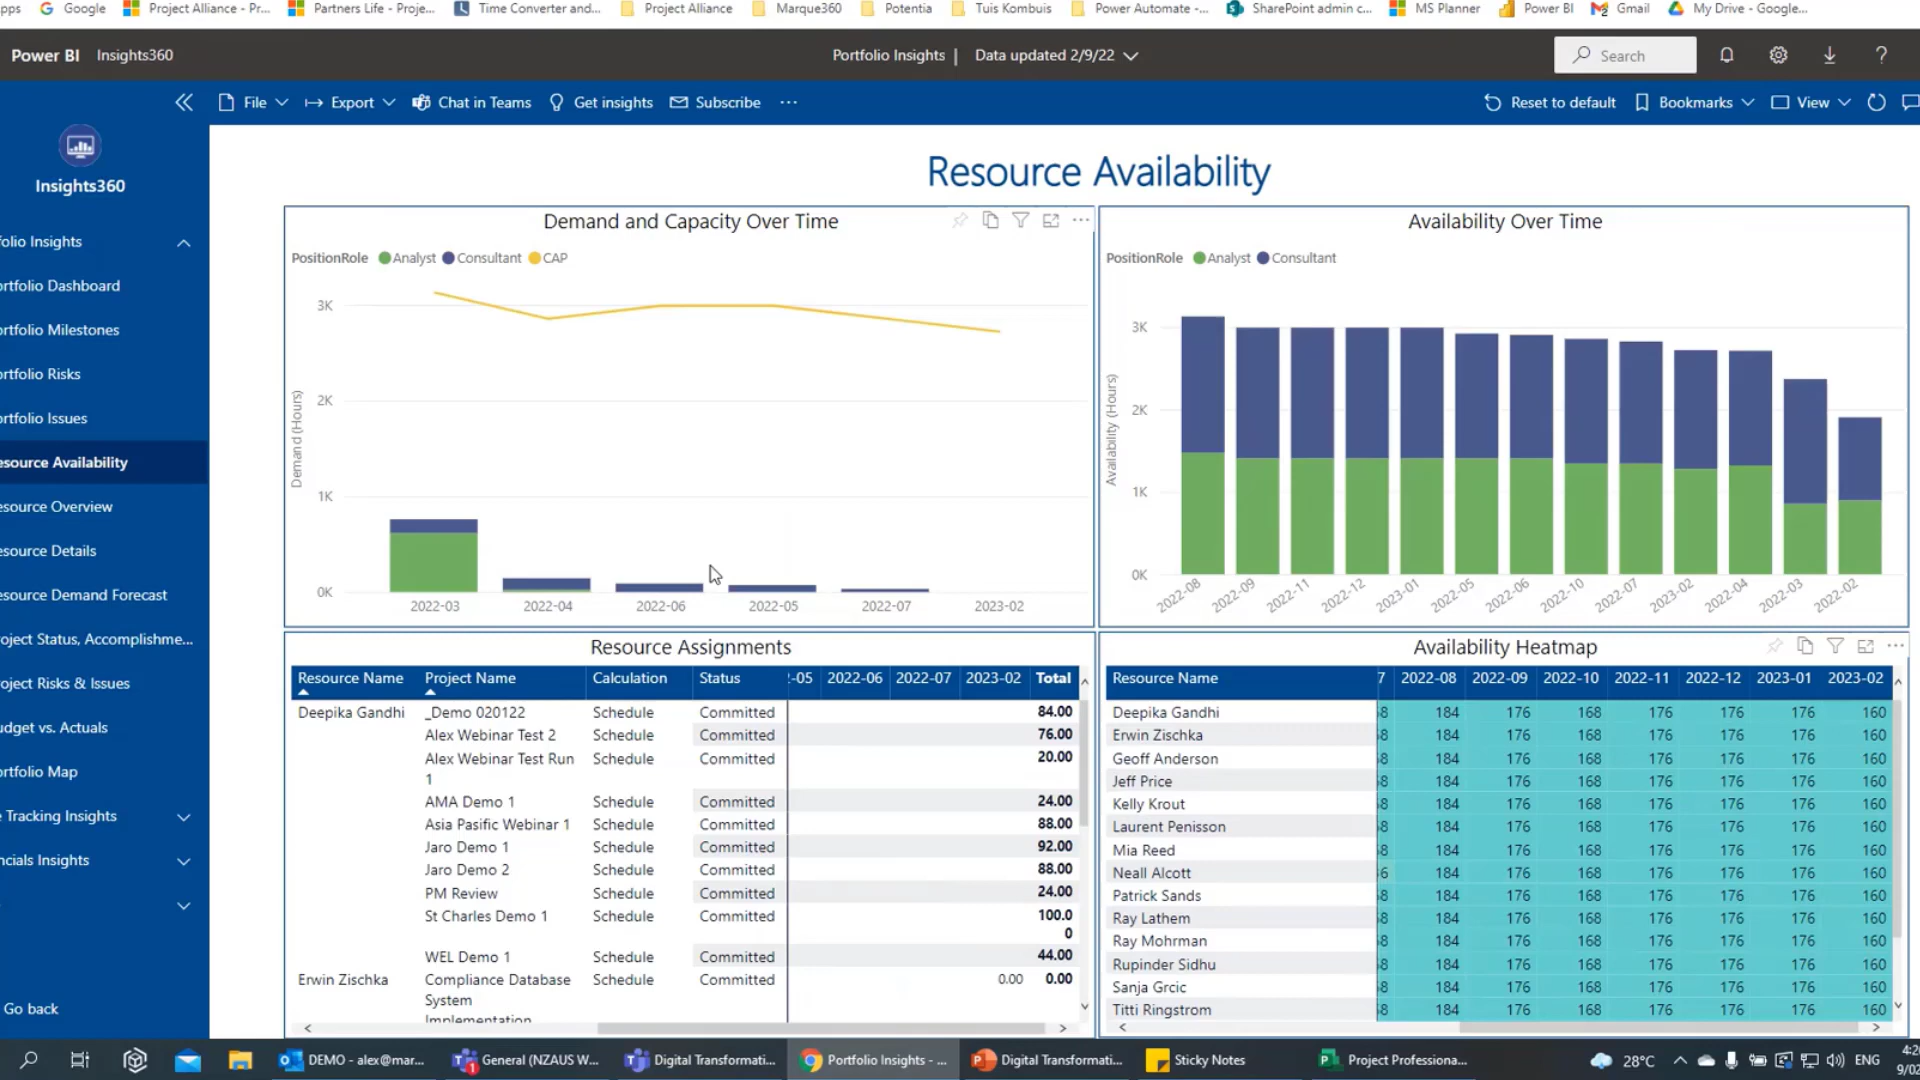 pps Google Project Alliance - Pr... Partners Life - Proje... Time Converter and... Project Alliance Marque360 Potentia Tuis Kombuis Power Automate -... SharePoint admin c... MS Planner Power BI Gmail My Drive - Google...
Power BI Insights360 Portfolio Insights | Data updated 2/9/22 Search
File Export Chat in Teams Get insights Subscribe ... Reset to default Bookmarks View
Insights360
folio Insights
ortfolio Dashboard
ortfolio Milestones
ortfolio Risks
ortfolio Issues
esource Availability
esource Overview
esource Details
esource Demand Forecast
oject Status, Accomplishme...
oject Risks & Issues
udget vs. Actuals
ortfolio Map
e Tracking Insights
ncials Insights
Go back
Resource Availability
Demand and Capacity Over Time
PositionRole Analyst Consultant CAP
Demand (Hours)
3K
2K
1K
0K
2022-03 2022-04 2022-06 2022-05 2022-07 2023-02
Availability Over Time
PositionRole Analyst Consultant
Availability (Hours)
3K
2K
1K
0K
2022-08 2022-09 2022-11 2022-12 2023-01 2022-05 2022-06 2022-10 2022-07 2023-02 2022-04 2022-03 2022-02
Resource Assignments
Resource Name Project Name Calculation Status -05 2022-06 2022-07 2023-02 Total
Deepika Gandhi _Demo 020122 Schedule Committed 84.00
Alex Webinar Test 2 Schedule Committed 76.00
Alex Webinar Test Run Schedule Committed 20.00
1
AMA Demo 1 Schedule Committed 24.00
Asia Pasific Webinar 1 Schedule Committed 88.00
Jaro Demo 1 Schedule Committed 92.00
Jaro Demo 2 Schedule Committed 88.00
PM Review Schedule Committed 24.00
St Charles Demo 1 Schedule Committed 100.0
0
WEL Demo 1 Schedule Committed 44.00
Erwin Zischka Compliance Database Schedule Committed 0.00 0.00
System
Implementation
Availability Heatmap
Resource Name 7 2022-08 2022-09 2022-10 2022-11 2022-12 2023-01 2023-02
Deepika Gandhi 8 184 176 168 176 176 176 160
Erwin Zischka 8 184 176 168 176 176 176 160
Geoff Anderson 8 184 176 168 176 176 176 160
Jeff Price 8 184 176 168 176 176 176 160
Kelly Krout 8 184 176 168 176 176 176 160
Laurent Penisson 8 184 176 168 176 176 176 160
Mia Reed 8 184 176 168 176 176 176 160
Neall Alcott 6 184 176 168 176 176 176 160
Patrick Sands 8 184 176 168 176 176 176 160
Ray Lathem 8 184 176 168 176 176 176 160
Ray Mohrman 8 184 176 168 176 176 176 160
Rupinder Sidhu 8 184 176 168 176 176 176 160
Sanja Grcic 8 184 176 168 176 176 176 160
Titti Ringstrom 8 184 176 168 176 176 176 160
DEMO - alex@mar... General (NZAUS W... Digital Transformati... Portfolio Insights - ... Digital Transformati... Sticky Notes Project Professiona... 28°C ENG
4:2
9/02